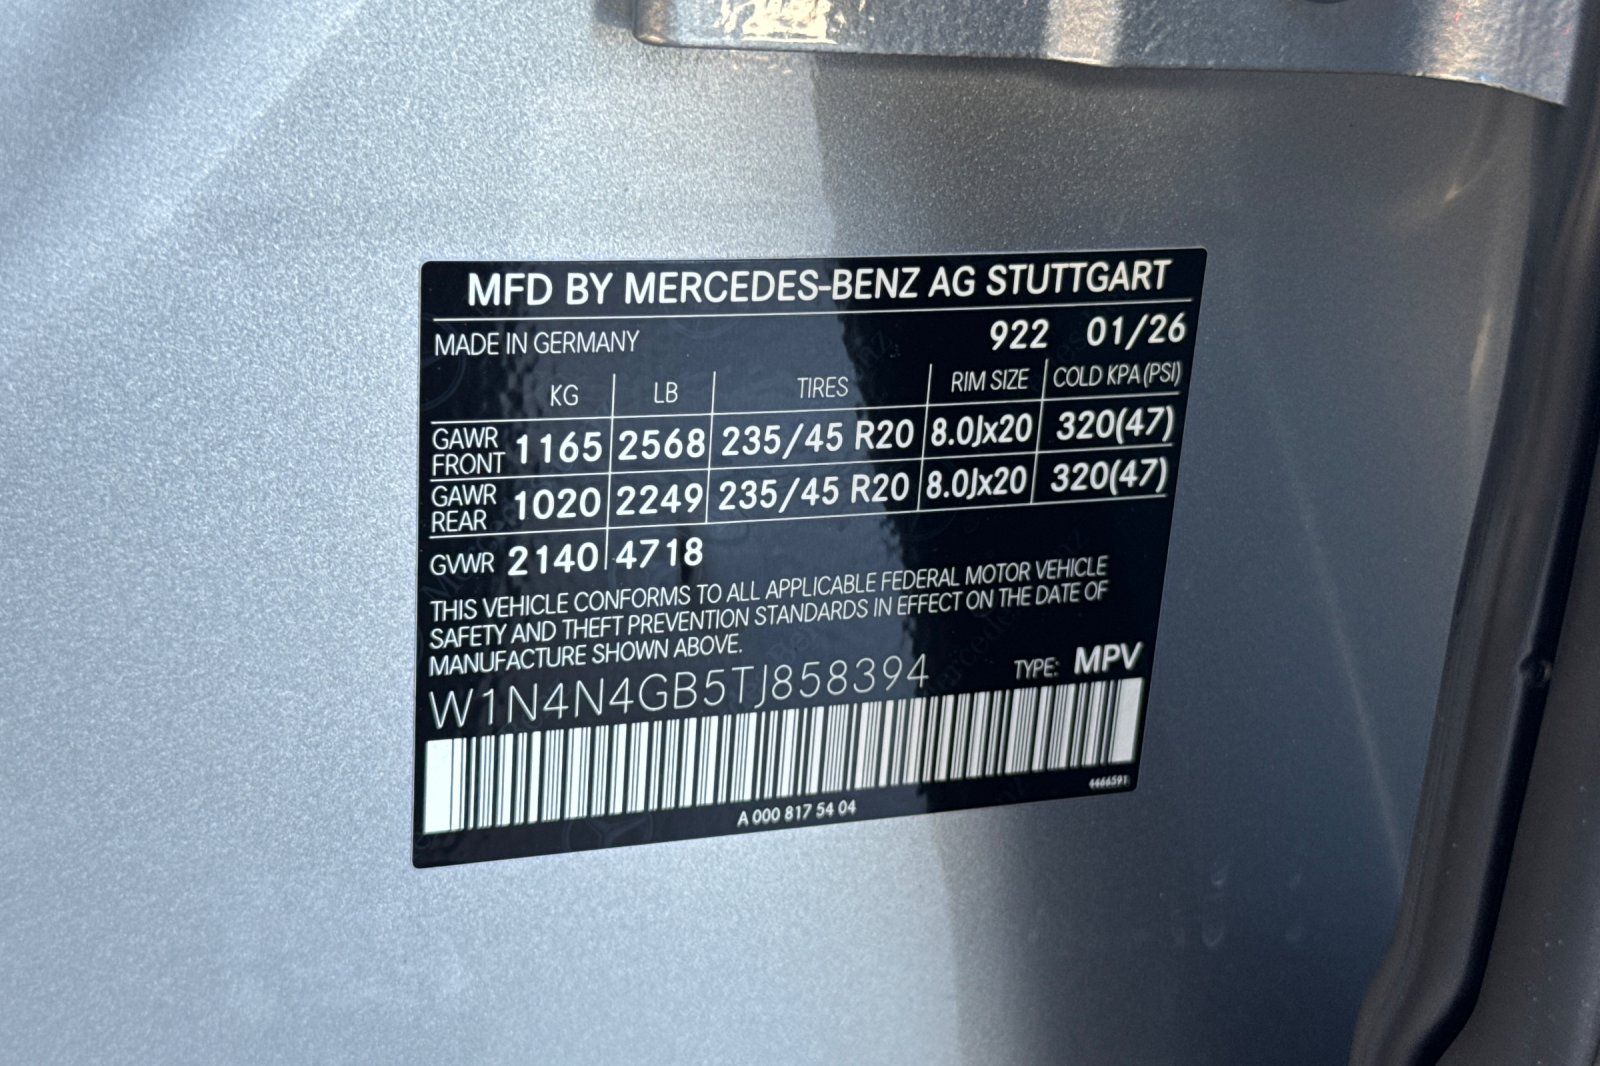 MFD BY MERCEDES-BENZ AG STUTTGART
MADE IN GERMANY 922 01/26
KG LB TIRES RIM SIZE COLD KPA(PSI)
GAWR FRONT 1165 2568 235/45 R20 8.0Jx20 320(47)
GAWR REAR 1020 2249 235/45 R20 8.0Jx20 320(47)
GVWR 2140 4718
THIS VEHICLE CONFORMS TO ALL APPLICABLE FEDERAL MOTOR VEHICLE
SAFETY AND THEFT PREVENTION STANDARDS IN EFFECT ON THE DATE OF
MANUFACTURE SHOWN ABOVE.
W1N4N4GB5TJ858394 TYPE: MPV
4466591
A 000 817 54 04